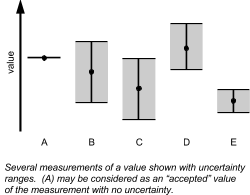 value
A B C D E
Several measurements of a value shown with uncertainty
ranges. (A) may be considered as an “accepted” value
of the measurement with no uncertainty.